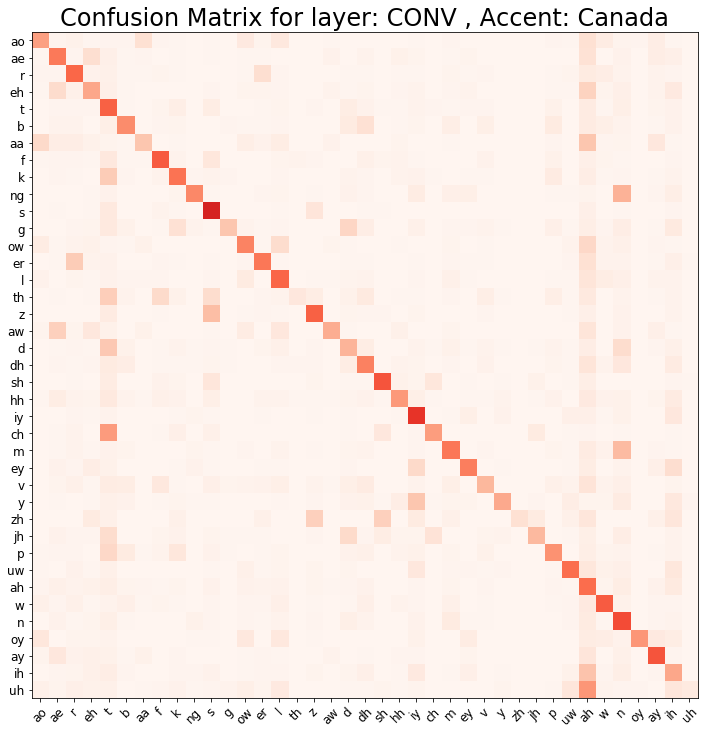 Confusion Matrix for layer: CONV , Accent: Canada
ao
ae
r
eh
t
b
aa
f
k
ng
s
g
ow
er
l
th
z
aw
d
dh
sh
hh
iy
ch
m
ey
v
y
zh
jh
p
uw
ah
w
n
oy
ay
ih
uh
ao ae r eh t b aa f k ng s g ow er l th z aw d dh sh hh iy ch m ey v y zh jh p uw ah w n oy ay ih uh